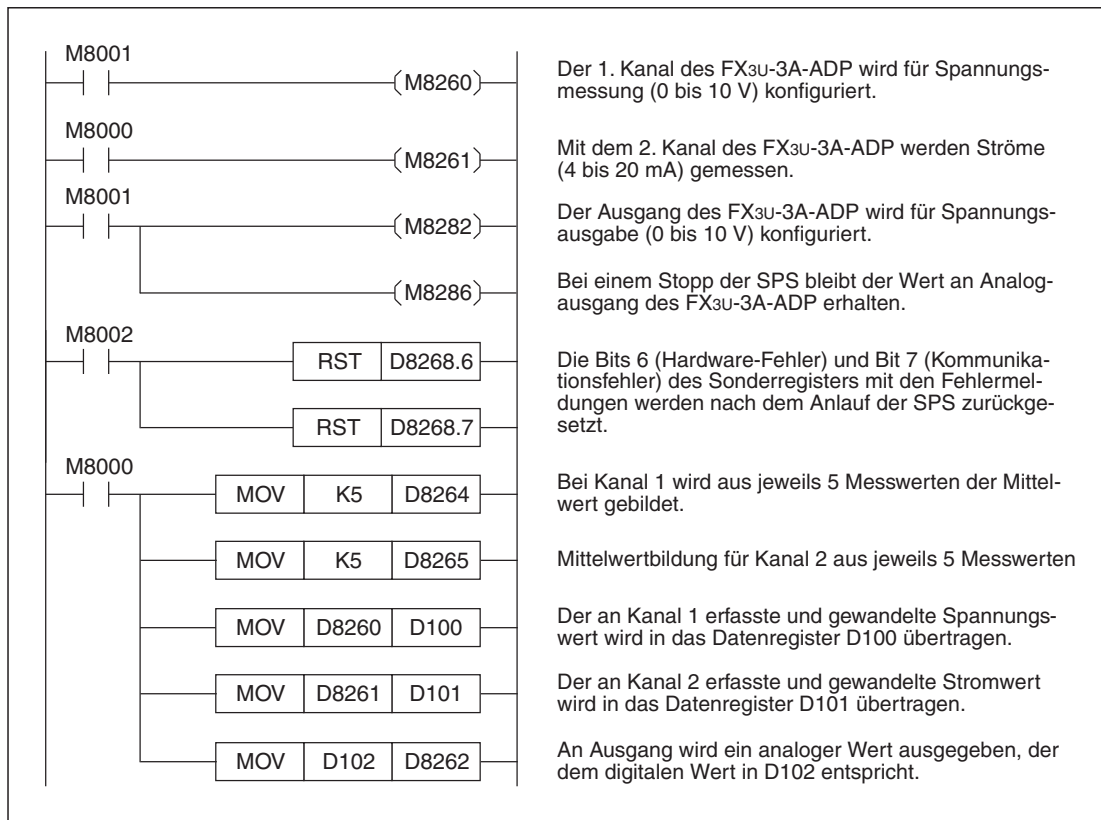 M8001
M8260
Der 1. Kanal des FX3U-3A-ADP wird für Spannungs-
messung (0 bis 10 V) konfiguriert.
M8000
M8261
Mit dem 2. Kanal des FX3U-3A-ADP werden Ströme
(4 bis 20 mA) gemessen.
M8001
M8282
Der Ausgang des FX3U-3A-ADP wird für Spannungs-
ausgabe (0 bis 10 V) konfiguriert.
M8286
Bei einem Stopp der SPS bleibt der Wert an Analog-
ausgang des FX3U-3A-ADP erhalten.
M8002
RST D8268.6
Die Bits 6 (Hardware-Fehler) und Bit 7 (Kommunika-
tionsfehler) des Sonderregisters mit den Fehlermel-
dungen werden nach dem Anlauf der SPS zurückge-
setzt.
RST D8268.7
M8000
MOV K5 D8264
Bei Kanal 1 wird aus jeweils 5 Messwerten der Mittel-
wert gebildet.
MOV K5 D8265
Mittelwertbildung für Kanal 2 aus jeweils 5 Messwerten
MOV D8260 D100
Der an Kanal 1 erfasste und gewandelte Spannungs-
wert wird in das Datenregister D100 übertragen.
MOV D8261 D101
Der an Kanal 2 erfasste und gewandelte Stromwert
wird in das Datenregister D101 übertragen.
MOV D102 D8262
An Ausgang wird ein analoger Wert ausgegeben, der
dem digitalen Wert in D102 entspricht.